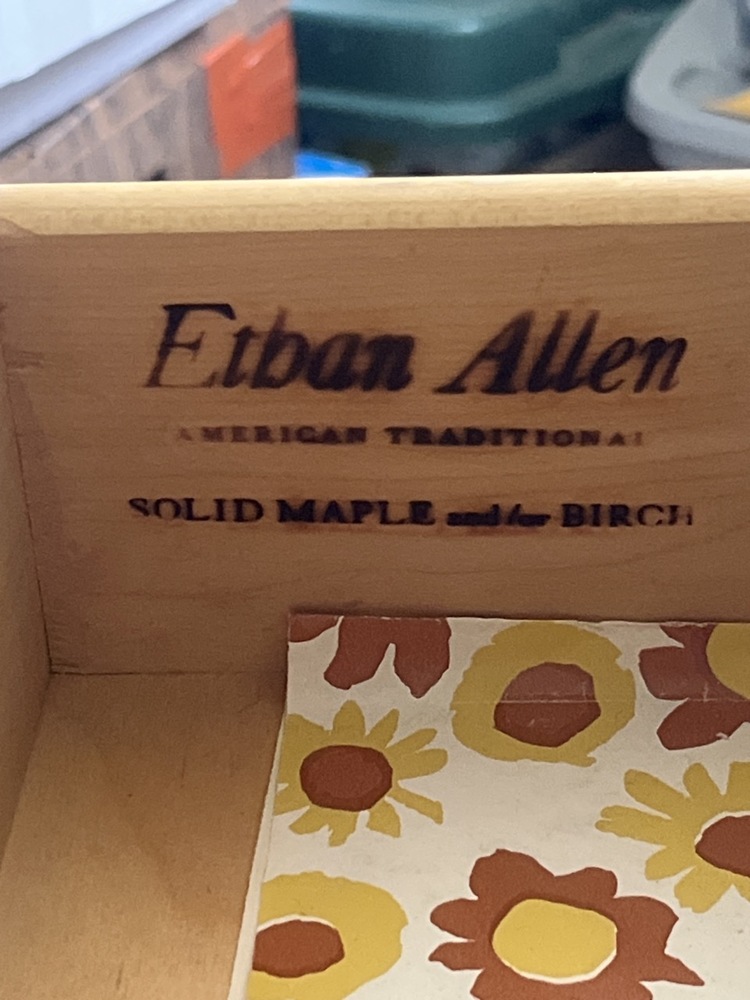 Ethan Allen
AMERICAN TRADITIONAL
SOLID MAPLE and/or BIRCH